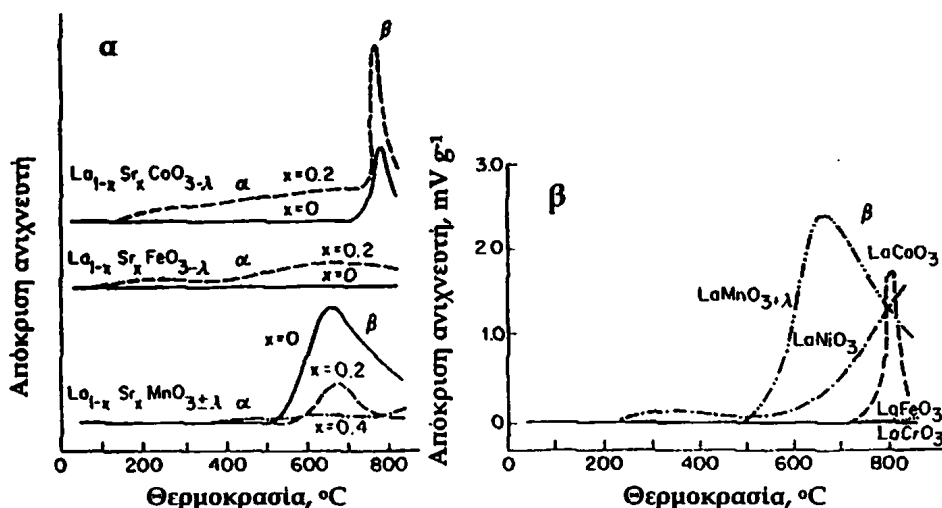 α
β
Απόκριση ανιχνευτή
La₁₋ₓ Srₓ CoO₃₋λ α x=0.2
x=0
La₁₋ₓ Srₓ FeO₃₋λ α x=0.2
x=0
x=0 β
x=0.2
La₁₋ₓ Srₓ MnO₃±λ α
x=0.4
0 200 400 600 800
Θερμοκρασία, °C
Απόκριση ανιχνευτή, mV g⁻¹
3.0
2.0
1.0
0
β
β
LaCoO₃
LaMnO₃₊λ
LaNiO₃
LaFeO₃
LaCrO₃
0 200 400 600 800
Θερμοκρασία, °C